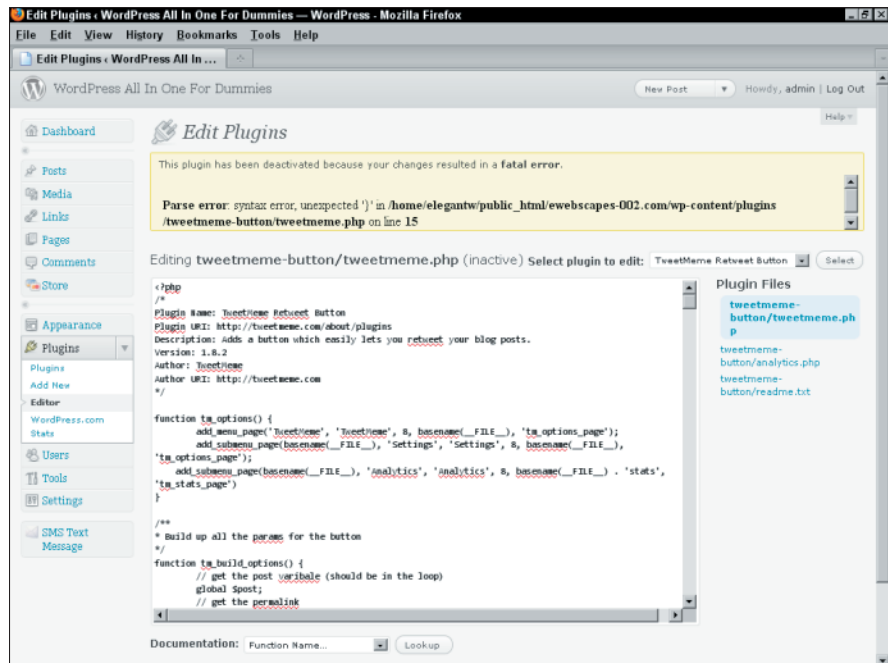 Edit Plugins ‹ WordPress All In One For Dummies — WordPress - Mozilla Firefox
File Edit View History Bookmarks Tools Help
Edit Plugins ‹ WordPress All In ...
WordPress All In One For Dummies
New Post
Howdy, admin | Log Out
Help
Dashboard
Posts
Media
Links
Pages
Comments
Store
Appearance
Plugins
Plugins
Add New
Editor
WordPress.com
Stats
Users
Tools
Settings
SMS Text
Message
Edit Plugins
This plugin has been deactivated because your changes resulted in a fatal error.
Parse error: syntax error, unexpected '}' in /home/elegantw/public_html/ewebscapes-002.com/wp-content/plugins
/tweetmeme-button/tweetmeme.php on line 15
Editing tweetmeme-button/tweetmeme.php (inactive)
Select plugin to edit: TweetMeme Retweet Button Select
<?php
/*
Plugin Name: TweetMeme Retweet Button
Plugin URI: http://tweetmeme.com/about/plugins
Description: Adds a button which easily lets you retweet your blog posts.
Version: 1.8.2
Author: TweetMeme
Author URI: http://tweetmeme.com
*/
function tm_options() {
add_menu_page('TweetMeme', 'TweetMeme', 8, basename(__FILE__), 'tm_options_page');
add_submenu_page(basename(__FILE__), 'Settings', 'Settings', 8, basename(__FILE__),
'tm_options_page');
add_submenu_page(basename(__FILE__), 'Analytics', 'Analytics', 8, basename(__FILE__) . 'stats',
'tm_stats_page')
}
/**
* Build up all the params for the button
*/
function tm_build_options() {
// get the post varibale (should be in the loop)
global $post;
// get the permalink
Plugin Files
tweetmeme-
button/tweetmeme.ph
p
tweetmeme-
button/analytics.php
tweetmeme-
button/readme.txt
Documentation: Function Name... Lookup